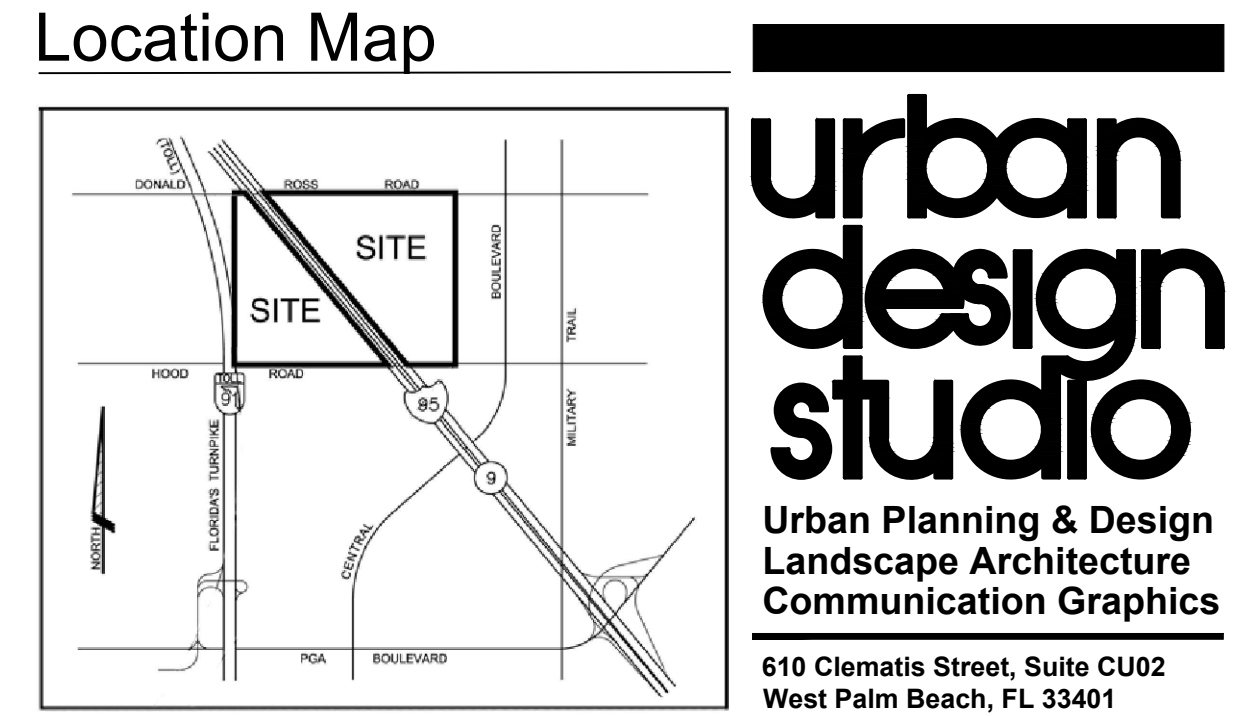 Location Map
(TOLL)
DONALD ROSS ROAD
SITE
SITE
BOULEVARD
TRAIL
HOOD ROAD
TOLL
91
95
MILITARY
9
FLORIDA'S TURNPIKE
NORTH
CENTRAL
PGA BOULEVARD
urban
design
studio
Urban Planning & Design
Landscape Architecture
Communication Graphics
610 Clematis Street, Suite CU02
West Palm Beach, FL 33401